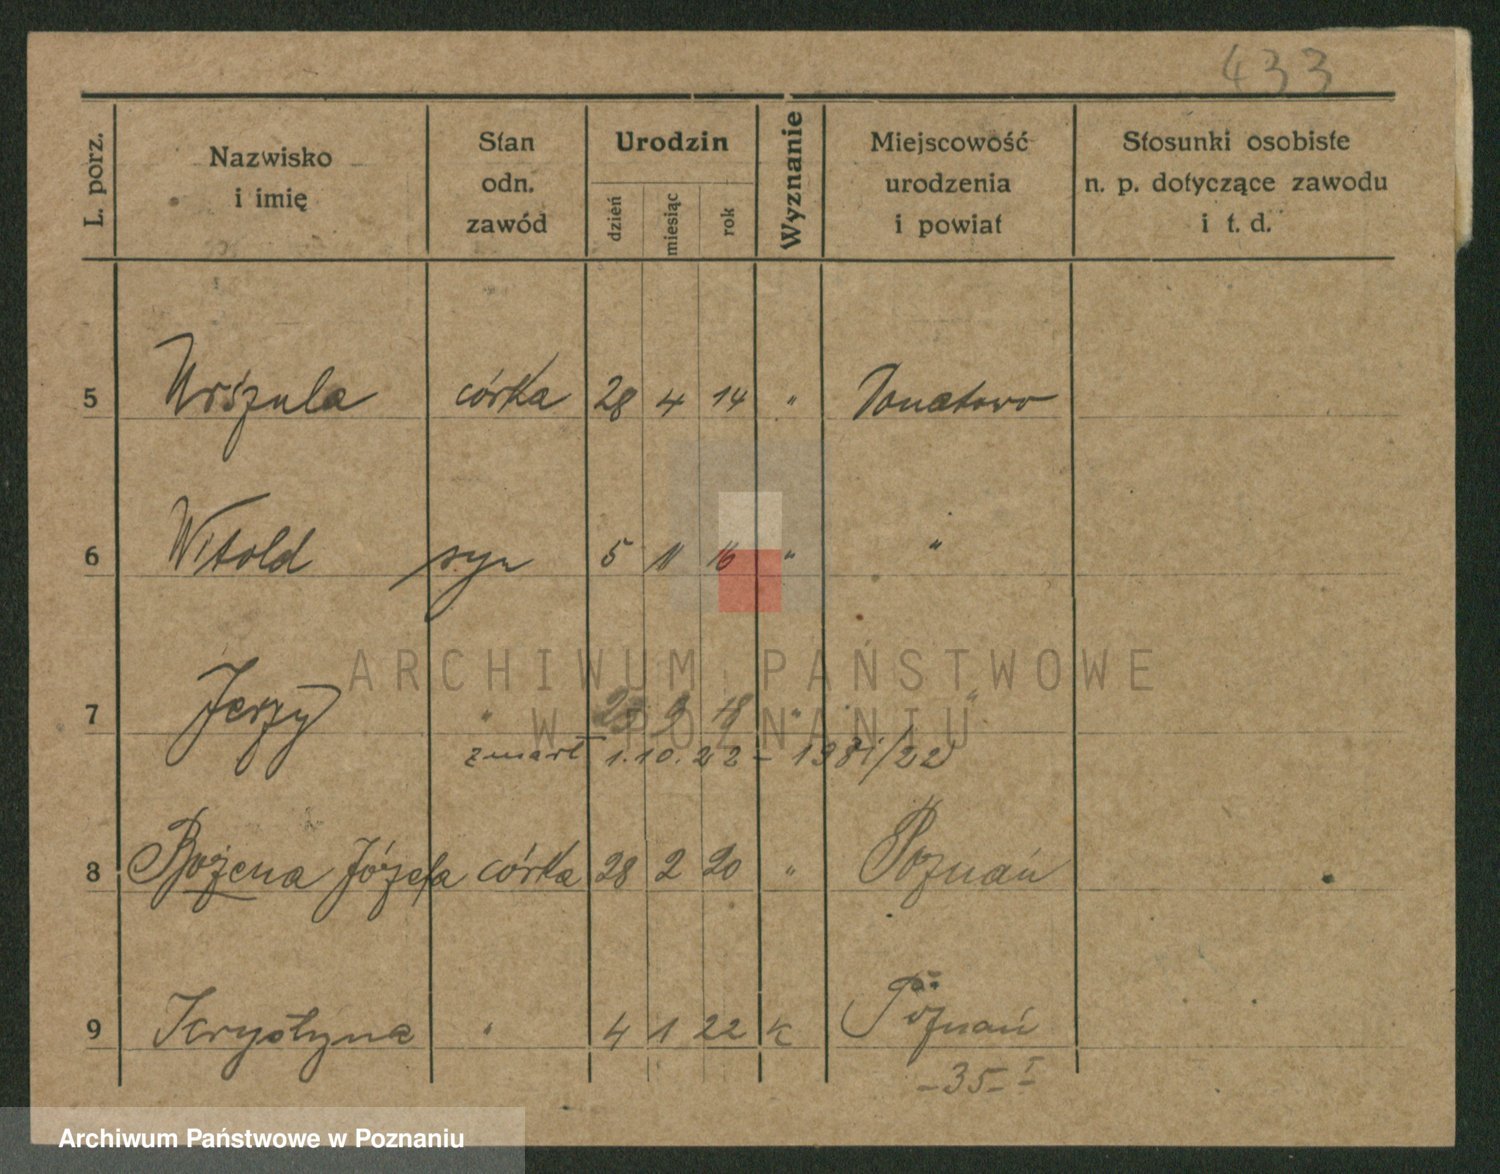 433
L. porz.
Nazwisko
i imię
Stan
odn.
zawód
Urodzin
dzień
miesiąc
rok
Wyznanie
Miejscowość
urodzenia
i powiat
Stosunki osobiste
n. p. dotyczące zawodu
i t. d.
5 Urszula córka 28 4 14 "
6 Witold syn 5 11 16 " "
ARCHIWUM PAŃSTWOWE
W POZNANIU
7 Jerzy " 9 18 " "
zmarł 1.10.22 -
8 Bożena Józefa córka 28 2 20 " Poznań
9 Krystyna " 4 1 22 k Poznań
-35- I
Archiwum Państwowe w Poznaniu